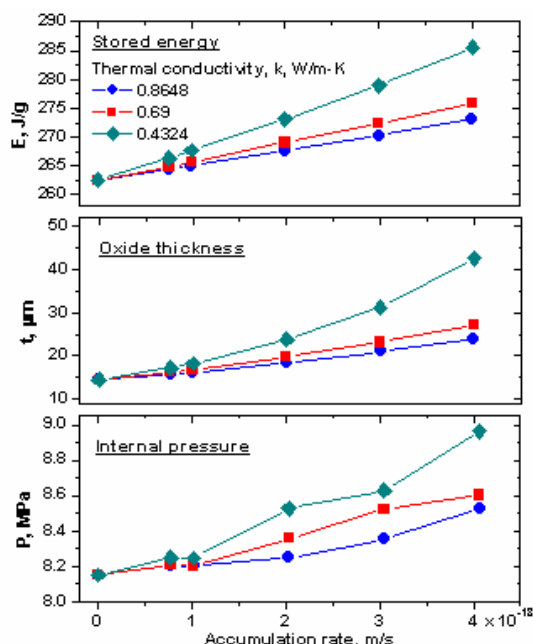 290
285
280
275
270
265
260
E, J/g
Stored energy
Thermal conductivity, k, W/m-K
0.8648
0.69
0.4324
50
40
30
20
10
t, µm
Oxide thickness
9.0
8.8
8.6
8.4
8.2
8.0
P, MPa
Internal pressure
0 1 2 3 4 ×10⁻¹⁸
Accumulation rate, m/s